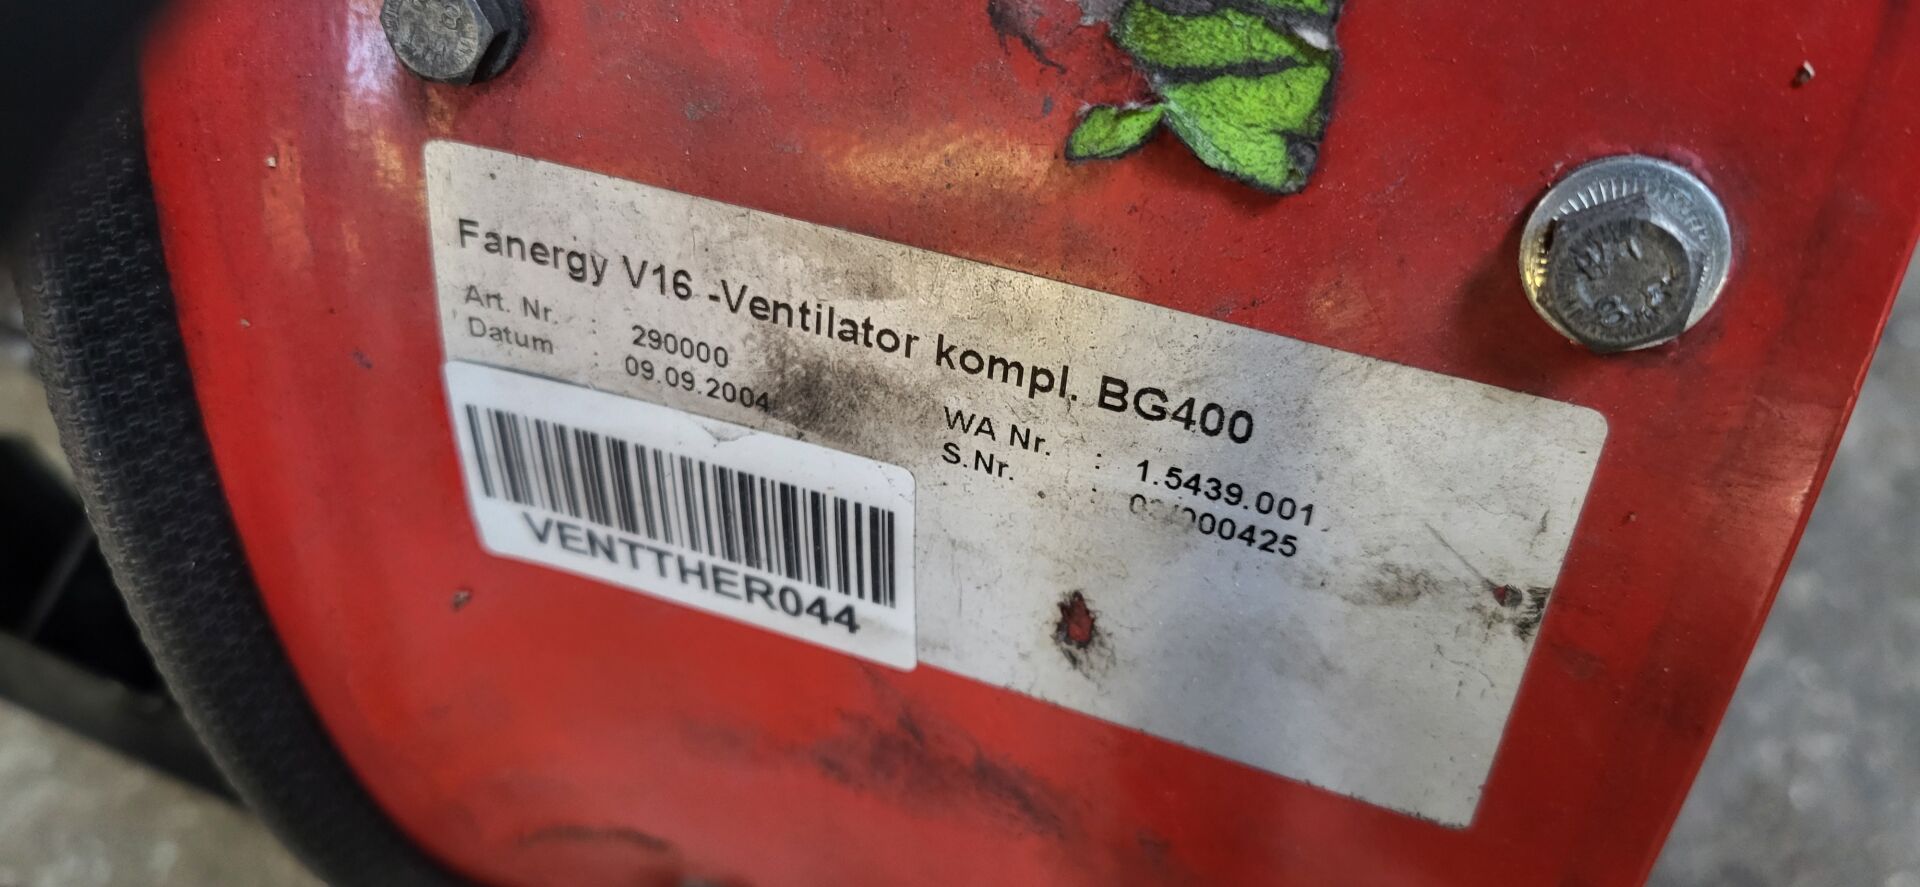 Fanergy V16 -Ventilator kompl. BG400
Art. Nr. : 290000
Datum : 09.09.2004
WA Nr. : 1.5439.001
S.Nr. :
VENTTHER044